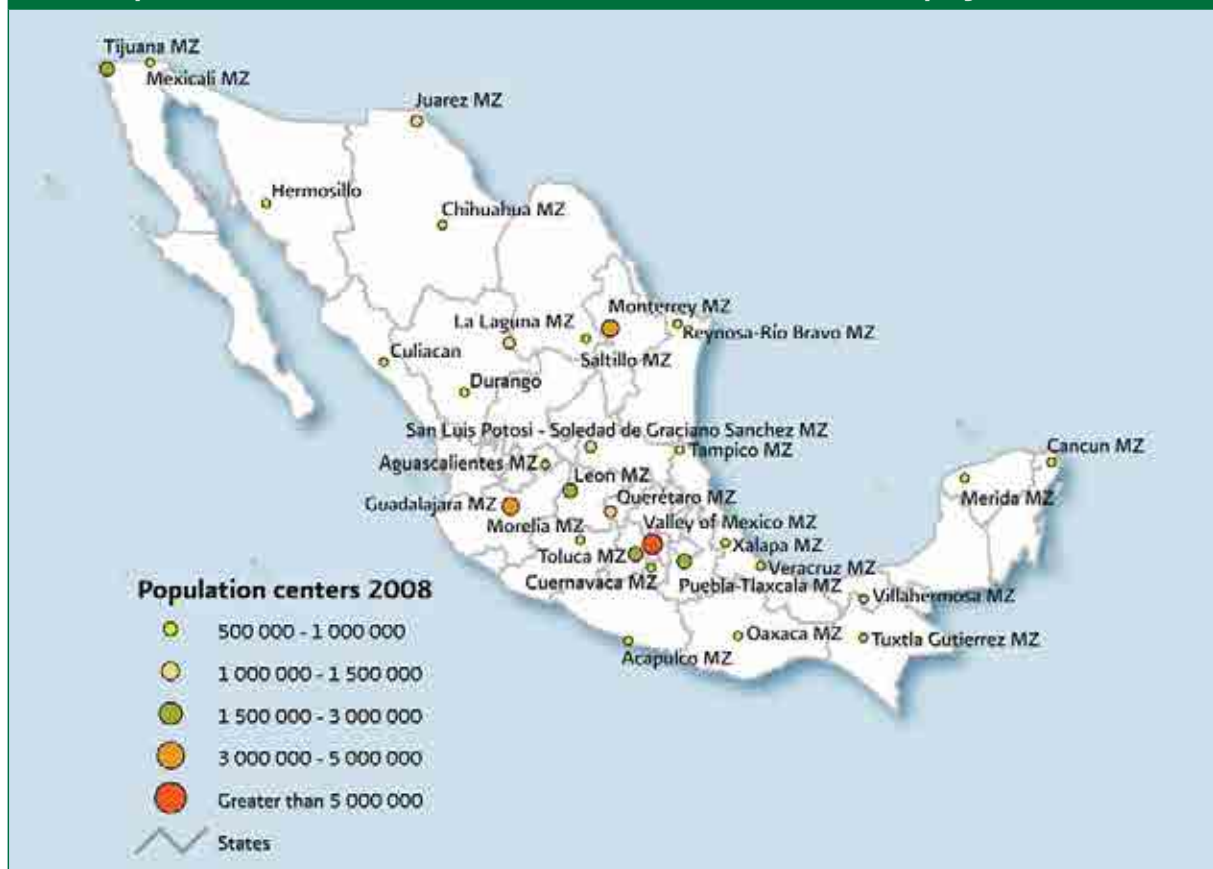 Tijuana MZ
Mexicali MZ
Juarez MZ
Hermosillo
Chihuahua MZ
Monterrey MZ
La Laguna MZ
Reynosa-Río Bravo MZ
Culiacan
Saltillo MZ
Durango
San Luis Potosi - Soledad de Graciano Sanchez MZ
Tampico MZ
Cancun MZ
Aguascalientes MZ
Leon MZ
Merida MZ
Guadalajara MZ
Querétaro MZ
Morelia MZ
Valley of Mexico MZ
Toluca MZ
Xalapa MZ
Veracruz MZ
Cuernavaca MZ
Puebla-Tlaxcala MZ
Villahermosa MZ
Oaxaca MZ
Tuxtla Gutierrez MZ
Acapulco MZ
Population centers 2008
500 000 - 1 000 000
1 000 000 - 1 500 000
1 500 000 - 3 000 000
3 000 000 - 5 000 000
Greater than 5 000 000
States